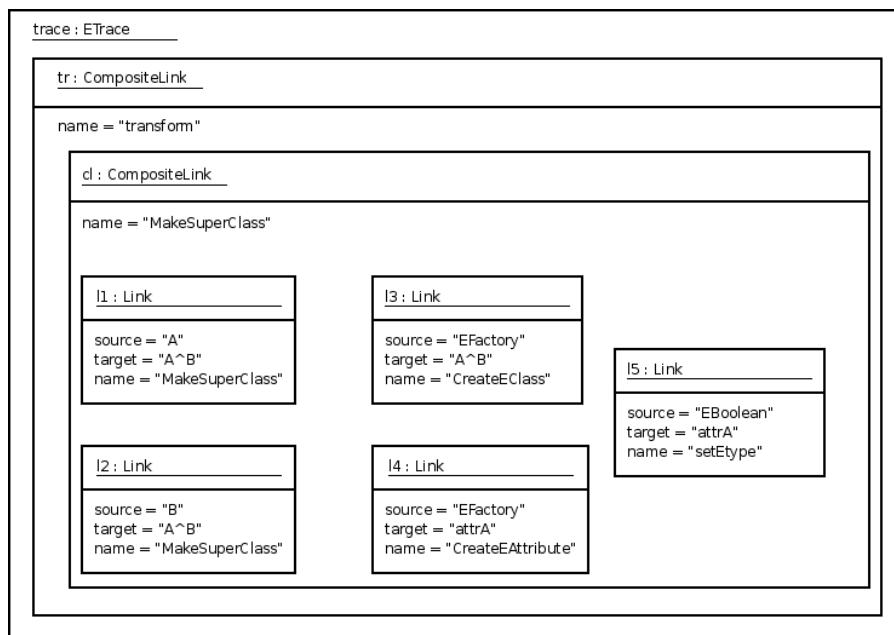 trace : ETrace
tr : CompositeLink
name = "transform"
cl : CompositeLink
name = "MakeSuperClass"
l1 : Link
source = "A"
target = "A^B"
name = "MakeSuperClass"
l3 : Link
source = "EFactory"
target = "A^B"
name = "CreateEClass"
l5 : Link
source = "EBoolean"
target = "attrA"
name = "setEtype"
l2 : Link
source = "B"
target = "A^B"
name = "MakeSuperClass"
l4 : Link
source = "EFactory"
target = "attrA"
name = "CreateEAttribute"